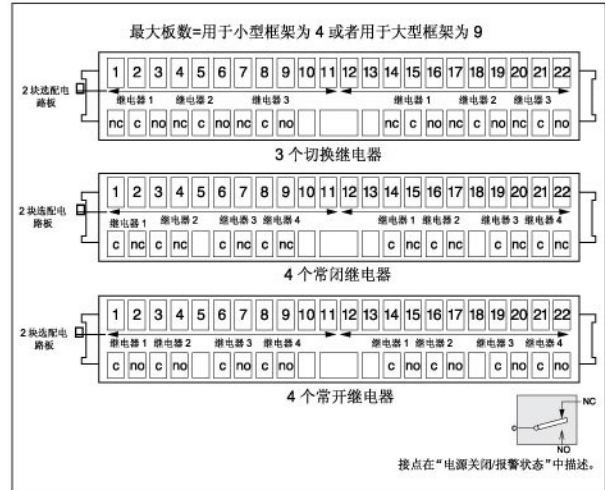 最大板数=用于小型框架为 4 或者用于大型框架为 9
1 2 3 4 5 6 7 8 9 10 11 12 13 14 15 16 17 18 19 20 21 22
2 块选配电路板
继电器 1 继电器 2 继电器 3 继电器 1 继电器 2 继电器 3
nc c no nc c no nc c no nc c no nc c no nc c no
3 个切换继电器
1 2 3 4 5 6 7 8 9 10 11 12 13 14 15 16 17 18 19 20 21 22
2 块选配电路板
继电器 1 继电器 2 继电器 3 继电器 4 继电器 1 继电器 2 继电器 3 继电器 4
c nc c nc c nc c nc c nc c nc c nc c nc
4 个常闭继电器
1 2 3 4 5 6 7 8 9 10 11 12 13 14 15 16 17 18 19 20 21 22
2 块选配电路板
继电器 1 继电器 2 继电器 3 继电器 4 继电器 1 继电器 2 继电器 3 继电器 4
c no c no c no c no c no c no c no c no
4 个常开继电器
NC
c
NO
接点在“电源关闭/报警状态”中描述。